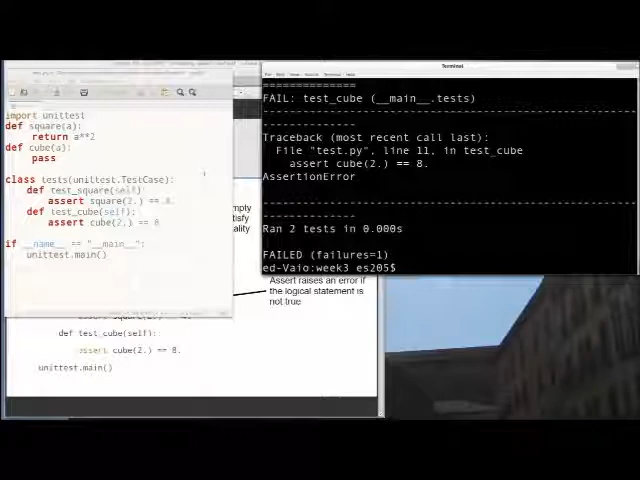 import unittest
def square(a):
return a**2
def cube(a):
pass
class tests(unittest.TestCase):
def test_square(self):
assert square(2.) ==
def test_cube(self):
assert cube(2.) == 8
if __name__ == "__main__":
unittest.main()
Terminal
==============
FAIL: test_cube (__main__.tests)
Traceback (most recent call last):
File "test.py", line 11, in test_cube
assert cube(2.) == 8.
AssertionError
Ran 2 tests in 0.000s
FAILED (failures=1)
ed-Vaio:week3 es205$
Assert raises an error if
the logical statement is
not true
def test_cube(self):
assert cube(2.) == 8.
unittest.main()